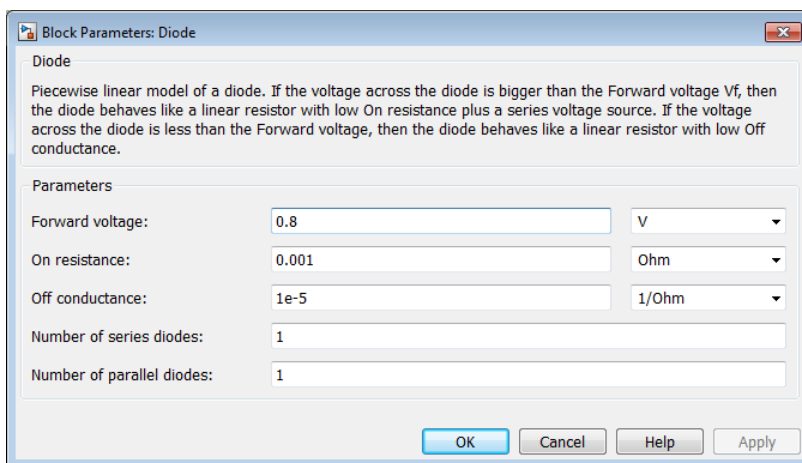 Block Parameters: Diode
Diode
Piecewise linear model of a diode. If the voltage across the diode is bigger than the Forward voltage Vf, then
the diode behaves like a linear resistor with low On resistance plus a series voltage source. If the voltage
across the diode is less than the Forward voltage, then the diode behaves like a linear resistor with low Off
conductance.
Parameters
Forward voltage: 0.8 V
On resistance: 0.001 Ohm
Off conductance: 1e-5 1/Ohm
Number of series diodes: 1
Number of parallel diodes: 1
OK Cancel Help Apply